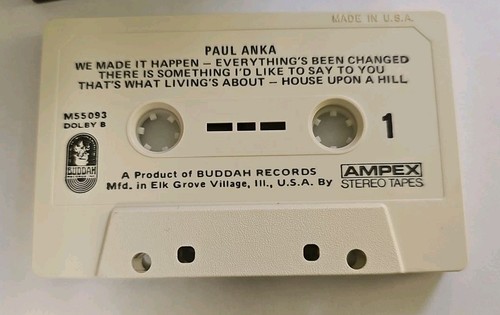 MADE IN U.S.A.
PAUL ANKA
WE MADE IT HAPPEN – EVERYTHING'S BEEN CHANGED
THERE IS SOMETHING I'D LIKE TO SAY TO YOU
THAT'S WHAT LIVING'S ABOUT – HOUSE UPON A HILL
M55093
DOLBY B
1
BUDDAH
A Product of BUDDAH RECORDS
Mfd. in Elk Grove Village, Ill., U.S.A. By
AMPEX
STEREO TAPES